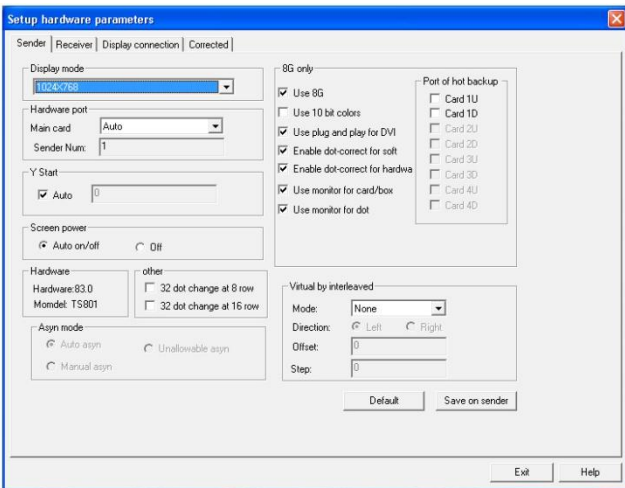 Setup hardware parameters
Sender Receiver Display connection Corrected
Display mode
1024X768
Hardware port
Main card Auto
Sender Num: 1
Y Start
Auto 0
Screen power
Auto on/off Off
Hardware
Hardware:83.0
Momdel: TS801
other
32 dot change at 8 row
32 dot change at 16 row
Asyn mode
Auto asyn Unallowable asyn
Manual asyn
8G only
Use 8G
Use 10 bit colors
Use plug and play for DVI
Enable dot-correct for soft
Enable dot-correct for hardwa
Use monitor for card/box
Use monitor for dot
Port of hot backup
Card 1U
Card 1D
Card 2U
Card 2D
Card 3U
Card 3D
Card 4U
Card 4D
Virtual by interleaved
Mode: None
Direction: Left Right
Offset: 0
Step: 0
Default Save on sender
Exit Help